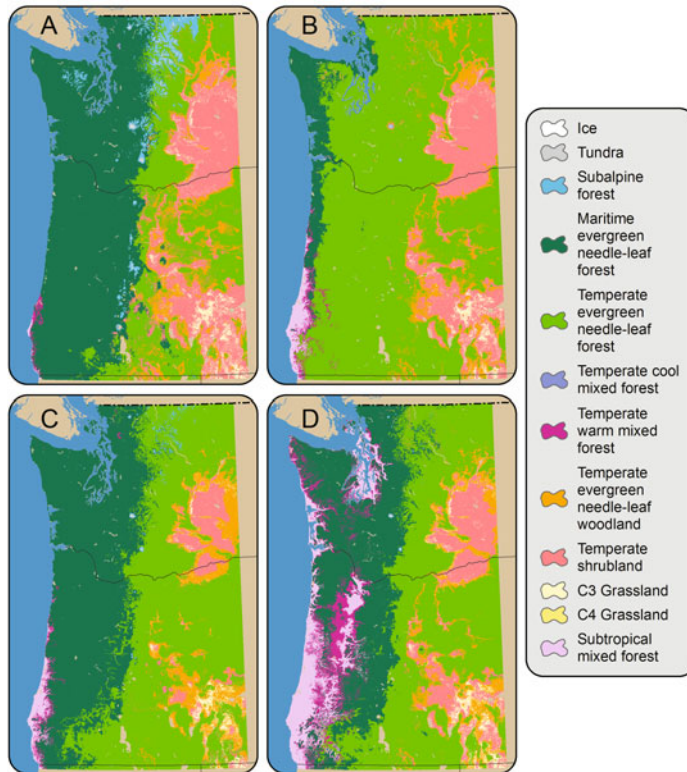 A
B
C
D
Ice
Tundra
Subalpine
forest
Maritime
evergreen
needle-leaf
forest
Temperate
evergreen
needle-leaf
forest
Temperate cool
mixed forest
Temperate
warm mixed
forest
Temperate
evergreen
needle-leaf
woodland
Temperate
shrubland
C3 Grassland
C4 Grassland
Subtropical
mixed forest